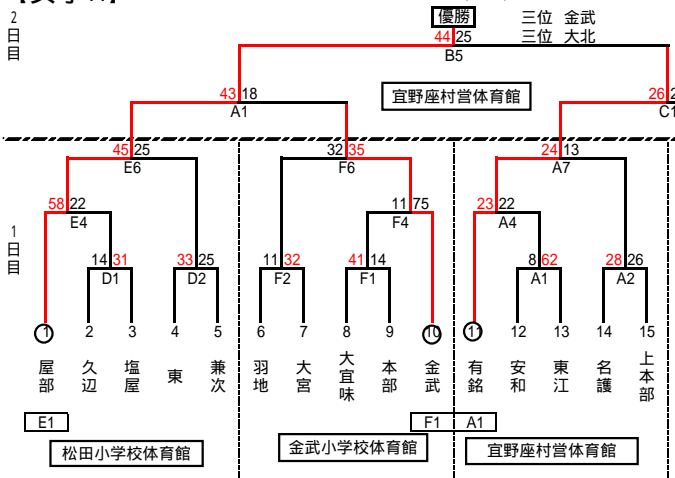 2日目
優勝
三位 金武
三位 大北
44 25
B5
43 18
A1
宜野座村営体育館
26
C1
45 25
E6
32 35
F6
24 13
A7
1日目
58 22
E4
11 75
F4
23 22
A4
14 31
D1
33 25
D2
11 32
F2
41 14
F1
8 62
A1
28 26
A2
1 2 3 4 5 6 7 8 9 10 11 12 13 14 15
屋部 久辺 塩屋 東 兼次 羽地 大宮 大宜味 本部 金武 有銘 安和 東江 名護 上本部
E1
F1 A1
松田小学校体育館
金武小学校体育館
宜野座村営体育館